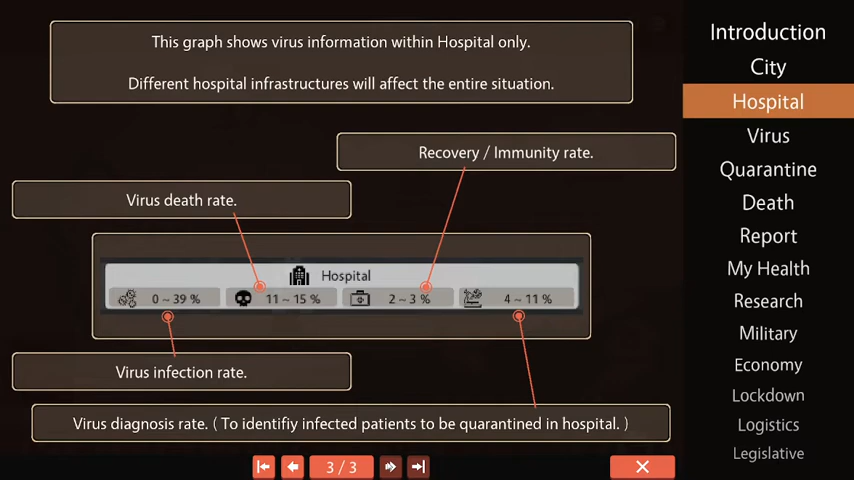 This graph shows virus information within Hospital only.
Different hospital infrastructures will affect the entire situation.
Recovery / Immunity rate.
Virus death rate.
Hospital
0 ~ 39 %
11 ~ 15 %
2 ~ 3 %
4 ~ 11 %
Virus infection rate.
Virus diagnosis rate. ( To identifiy infected patients to be quarantined in hospital. )
3 / 3
Introduction
City
Hospital
Virus
Quarantine
Death
Report
My Health
Research
Military
Economy
Lockdown
Logistics
Legislative